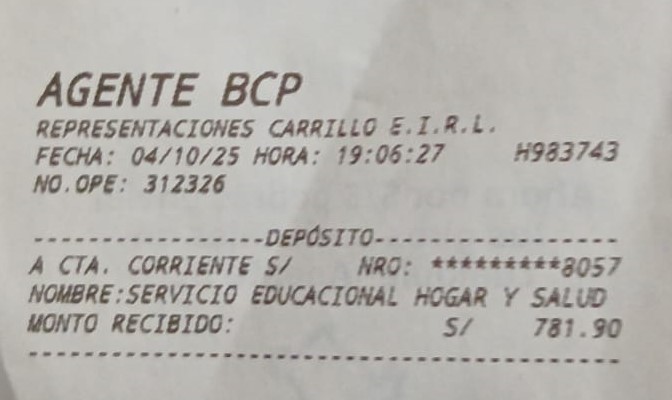 AGENTE BCP
REPRESENTACIONES CARRILLO E.I.R.L.
FECHA: 04/10/25 HORA: 19:06:27 H983743
NO.OPE: 312326
-----------------DEPÓSITO-----------------
A CTA. CORRIENTE S/ NRO: *********8057
NOMBRE:SERVICIO EDUCACIONAL HOGAR Y SALUD
MONTO RECIBIDO: S/ 781.90